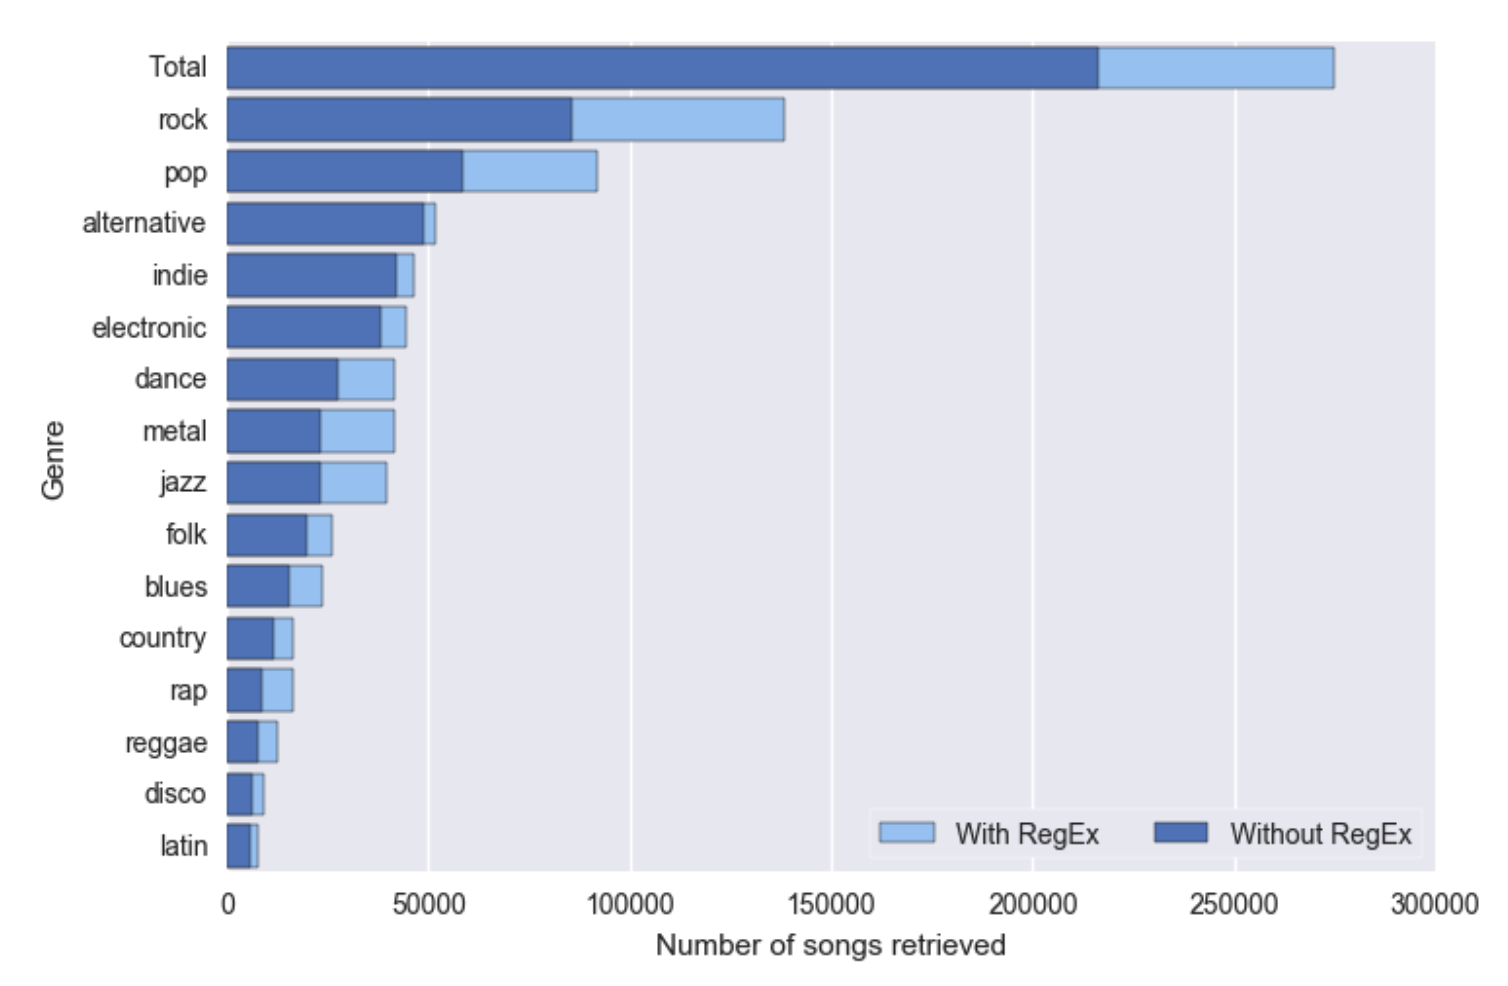 Total
rock
pop
alternative
indie
electronic
dance
metal
jazz
folk
blues
country
rap
reggae
disco
latin
Genre
With RegEx Without RegEx
0 50000 100000 150000 200000 250000 300000
Number of songs retrieved